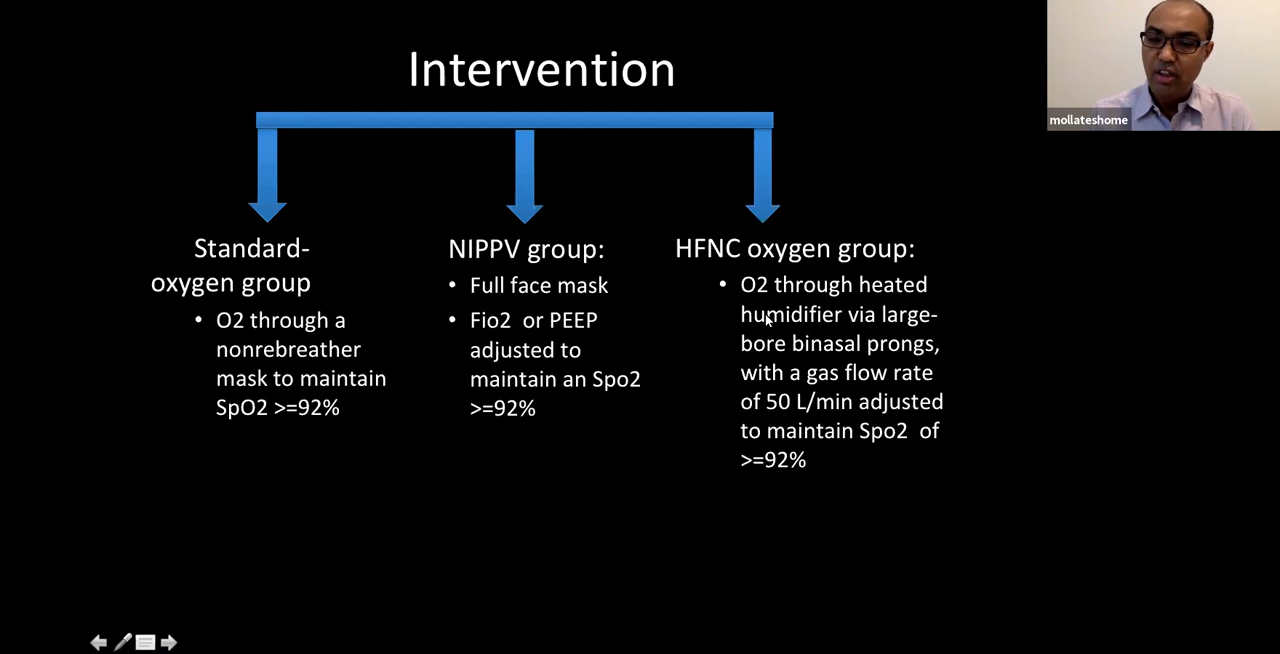 Intervention
mollateshome
Standard-
oxygen group
• O2 through a
nonrebreather
mask to maintain
SpO2 >=92%
NIPPV group:
• Full face mask
• Fio2 or PEEP
adjusted to
maintain an Spo2
>=92%
HFNC oxygen group:
• O2 through heated
humidifier via large-
bore binasal prongs,
with a gas flow rate
of 50 L/min adjusted
to maintain Spo2 of
>=92%